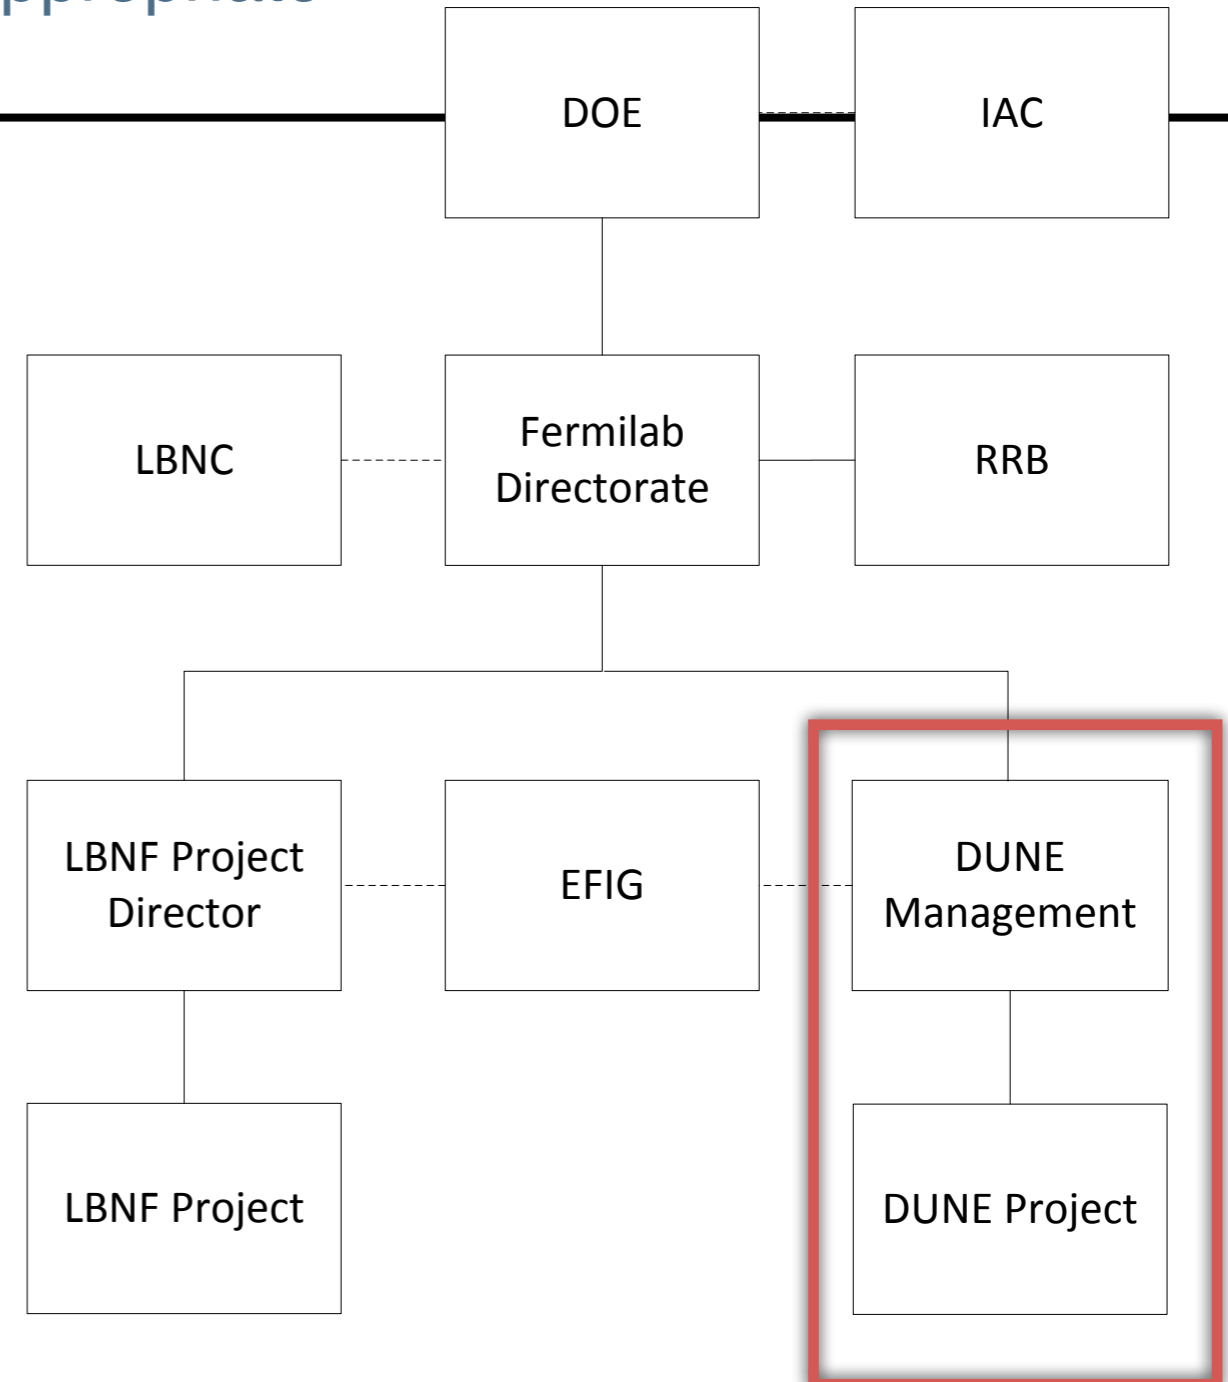 DOE
IAC
LBNC
Fermilab
Directorate
RRB
LBNF Project
Director
EFIG
DUNE
Management
LBNF Project
DUNE Project